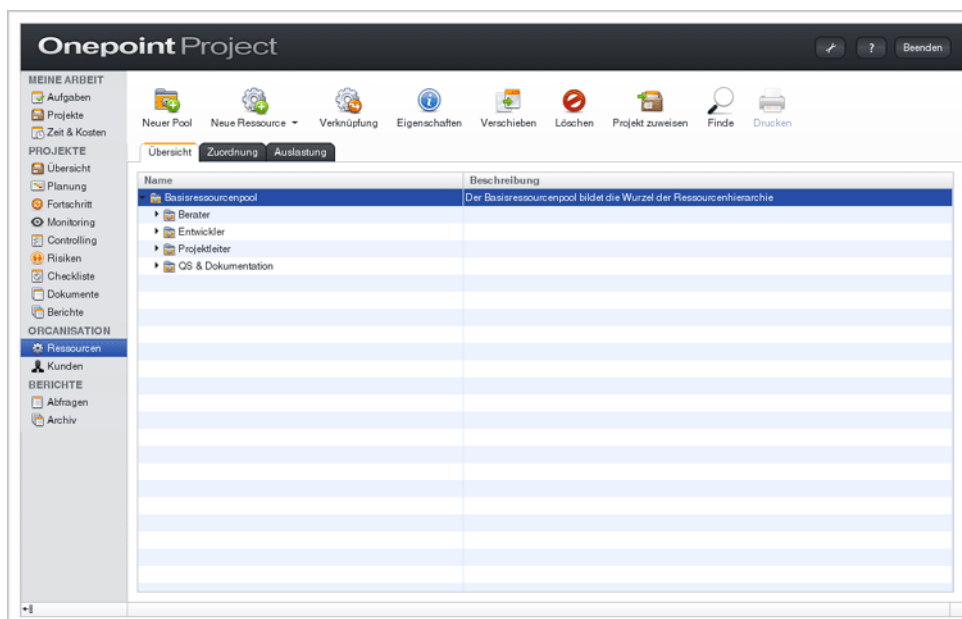 Onepoint Project
? Beenden
MEINE ARBEIT
Aufgaben
Projekte
Zeit & Kosten
PROJEKTE
Übersicht
Planung
Fortschritt
Monitoring
Controlling
Risiken
Checkliste
Dokumente
Berichte
ORGANISATION
Ressourcen
Kunden
BERICHTE
Abfragen
Archiv
Neuer Pool Neue Ressource Verknüpfung Eigenschaften Verschieben Löschen Projekt zuweisen Finde Drucken
Übersicht Zuordnung Auslastung
Name Beschreibung
Basisressourcenpool Der Basisressourcenpool bildet die Wurzel der Ressourcenhierarchie
Berater
Entwickler
Projektleiter
QS & Dokumentation